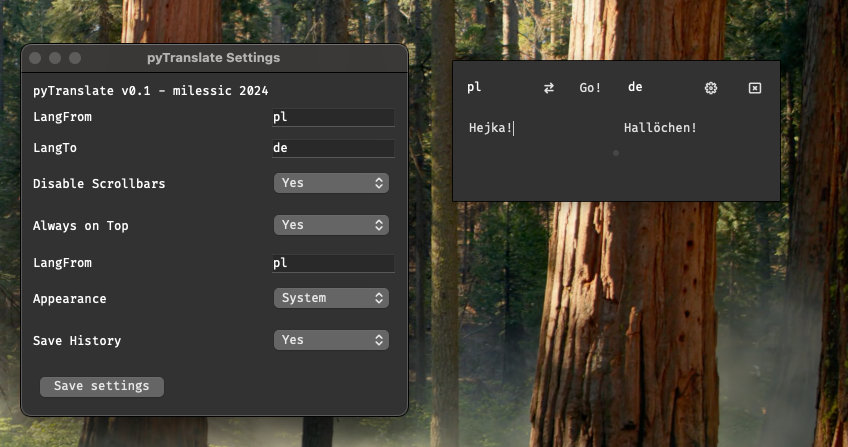 pyTranslate Settings
pyTranslate v0.1 - milessic 2024
LangFrom pl
LangTo de
Disable Scrollbars Yes
Always on Top Yes
LangFrom pl
Appearance System
Save History Yes
Save settings
pl Go! de
Hejka! Hallöchen!